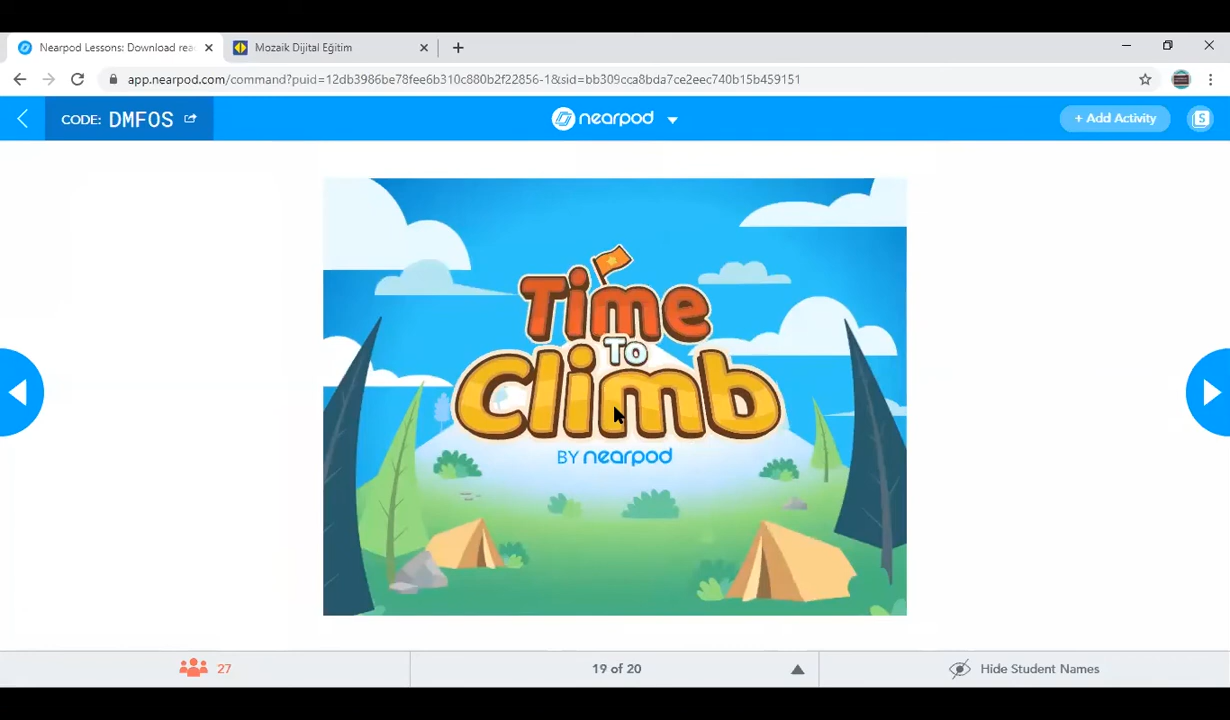 Nearpod Lessons: Download rea
Mozaik Dijital Eğitim
app.nearpod.com/command?puid=12db3986be78fee6b310c880b2f22856-1&sid=bb309cca8bda7ce2eec740b15b459151
CODE: DMFOS
nearpod
+ Add Activity
S
Time
To
Climb
BY nearpod
27
19 of 20
Hide Student Names